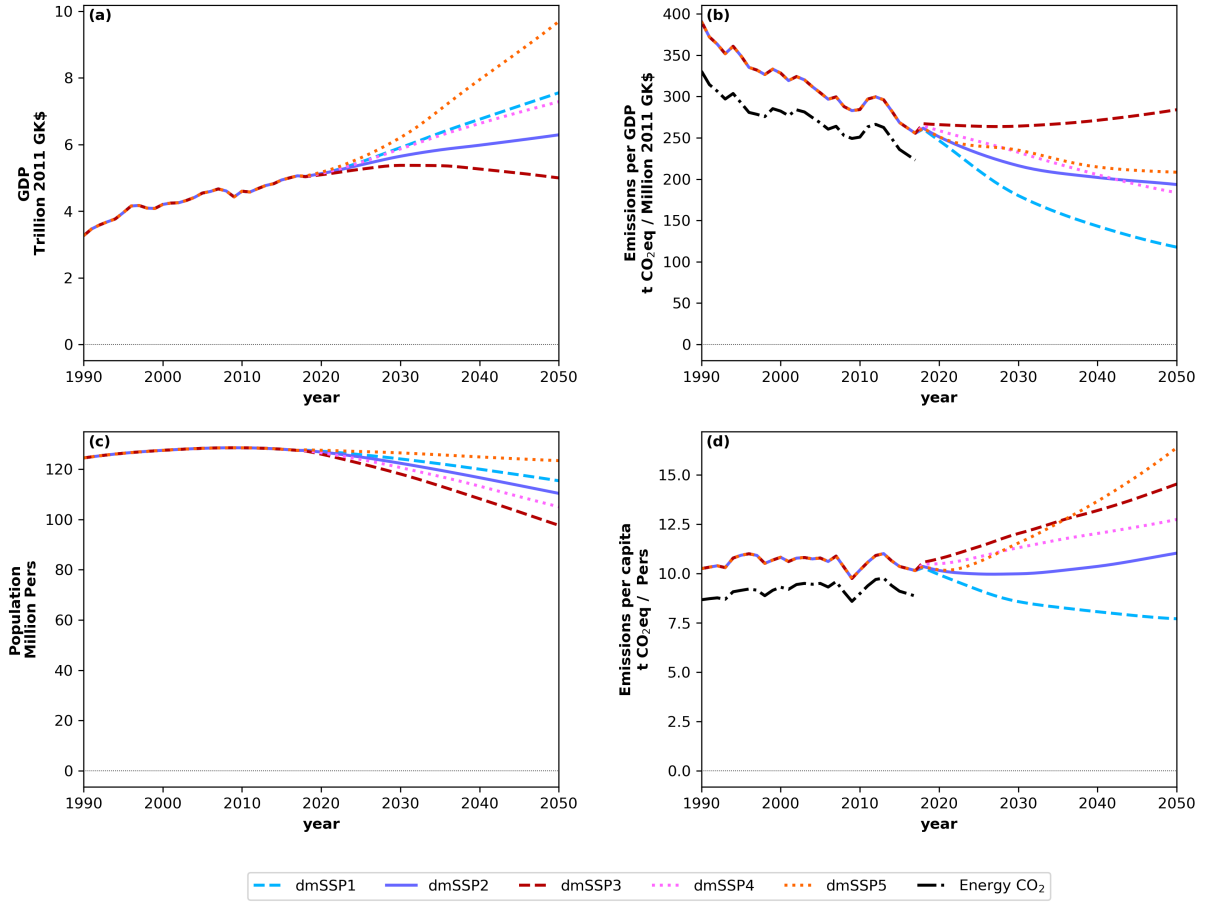 (a)
GDP
Trillion 2011 GK$
10
8
6
4
2
0
1990 2000 2010 2020 2030 2040 2050
year
(b)
Emissions per GDP
t CO₂eq / Million 2011 GK$
400
350
300
250
200
150
100
50
0
1990 2000 2010 2020 2030 2040 2050
year
(c)
Population
Million Pers
120
100
80
60
40
20
0
1990 2000 2010 2020 2030 2040 2050
year
(d)
Emissions per capita
t CO₂eq / Pers
15.0
12.5
10.0
7.5
5.0
2.5
0.0
1990 2000 2010 2020 2030 2040 2050
year
dmSSP1 dmSSP2 dmSSP3 dmSSP4 dmSSP5 Energy CO₂